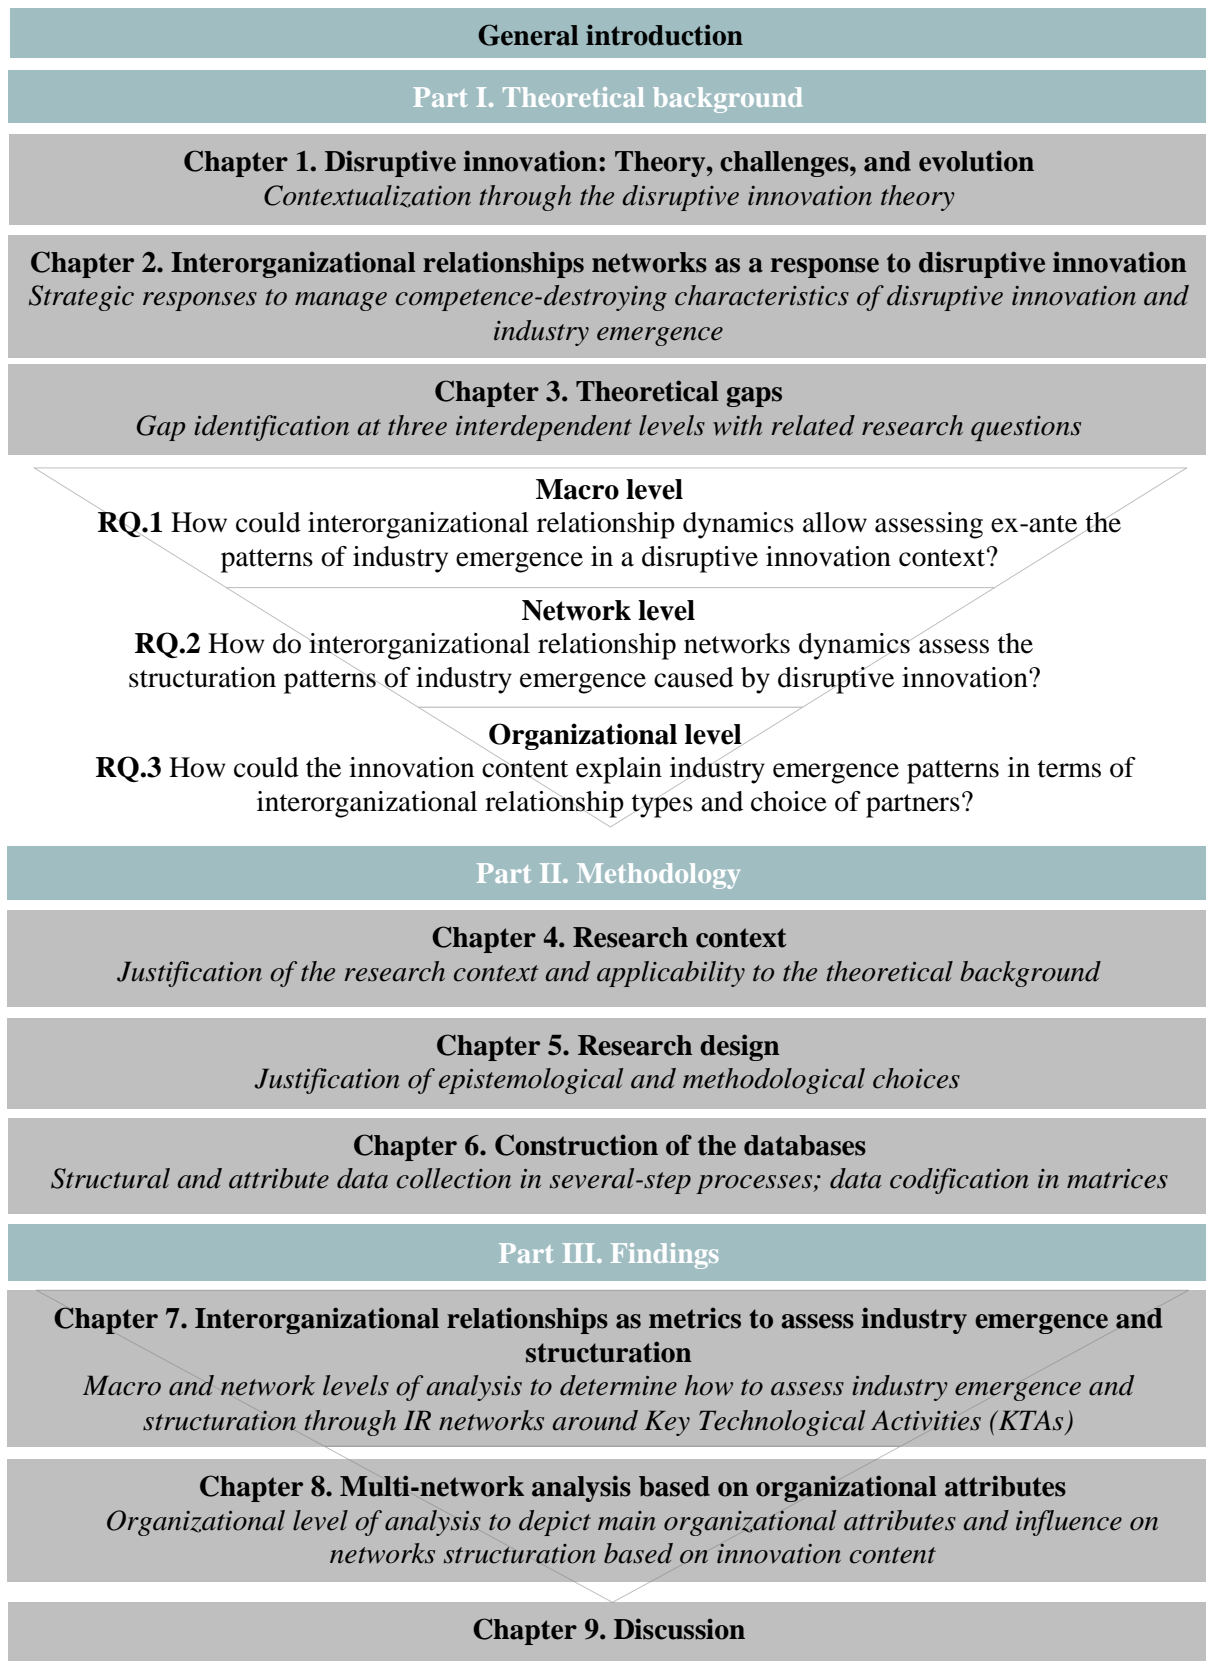 General introduction
Part I. Theoretical background
Chapter 1. Disruptive innovation: Theory, challenges, and evolution
Contextualization through the disruptive innovation theory
Chapter 2. Interorganizational relationships networks as a response to disruptive innovation
Strategic responses to manage competence-destroying characteristics of disruptive innovation and
industry emergence
Chapter 3. Theoretical gaps
Gap identification at three interdependent levels with related research questions
Macro level
RQ.1 How could interorganizational relationship dynamics allow assessing ex-ante the
patterns of industry emergence in a disruptive innovation context?
Network level
RQ.2 How do interorganizational relationship networks dynamics assess the
structuration patterns of industry emergence caused by disruptive innovation?
Organizational level
RQ.3 How could the innovation content explain industry emergence patterns in terms of
interorganizational relationship types and choice of partners?
Part II. Methodology
Chapter 4. Research context
Justification of the research context and applicability to the theoretical background
Chapter 5. Research design
Justification of epistemological and methodological choices
Chapter 6. Construction of the databases
Structural and attribute data collection in several-step processes; data codification in matrices
Part III. Findings
Chapter 7. Interorganizational relationships as metrics to assess industry emergence and
structuration
Macro and network levels of analysis to determine how to assess industry emergence and
structuration through IR networks around Key Technological Activities (KTAs)
Chapter 8. Multi-network analysis based on organizational attributes
Organizational level of analysis to depict main organizational attributes and influence on
networks structuration based on innovation content
Chapter 9. Discussion